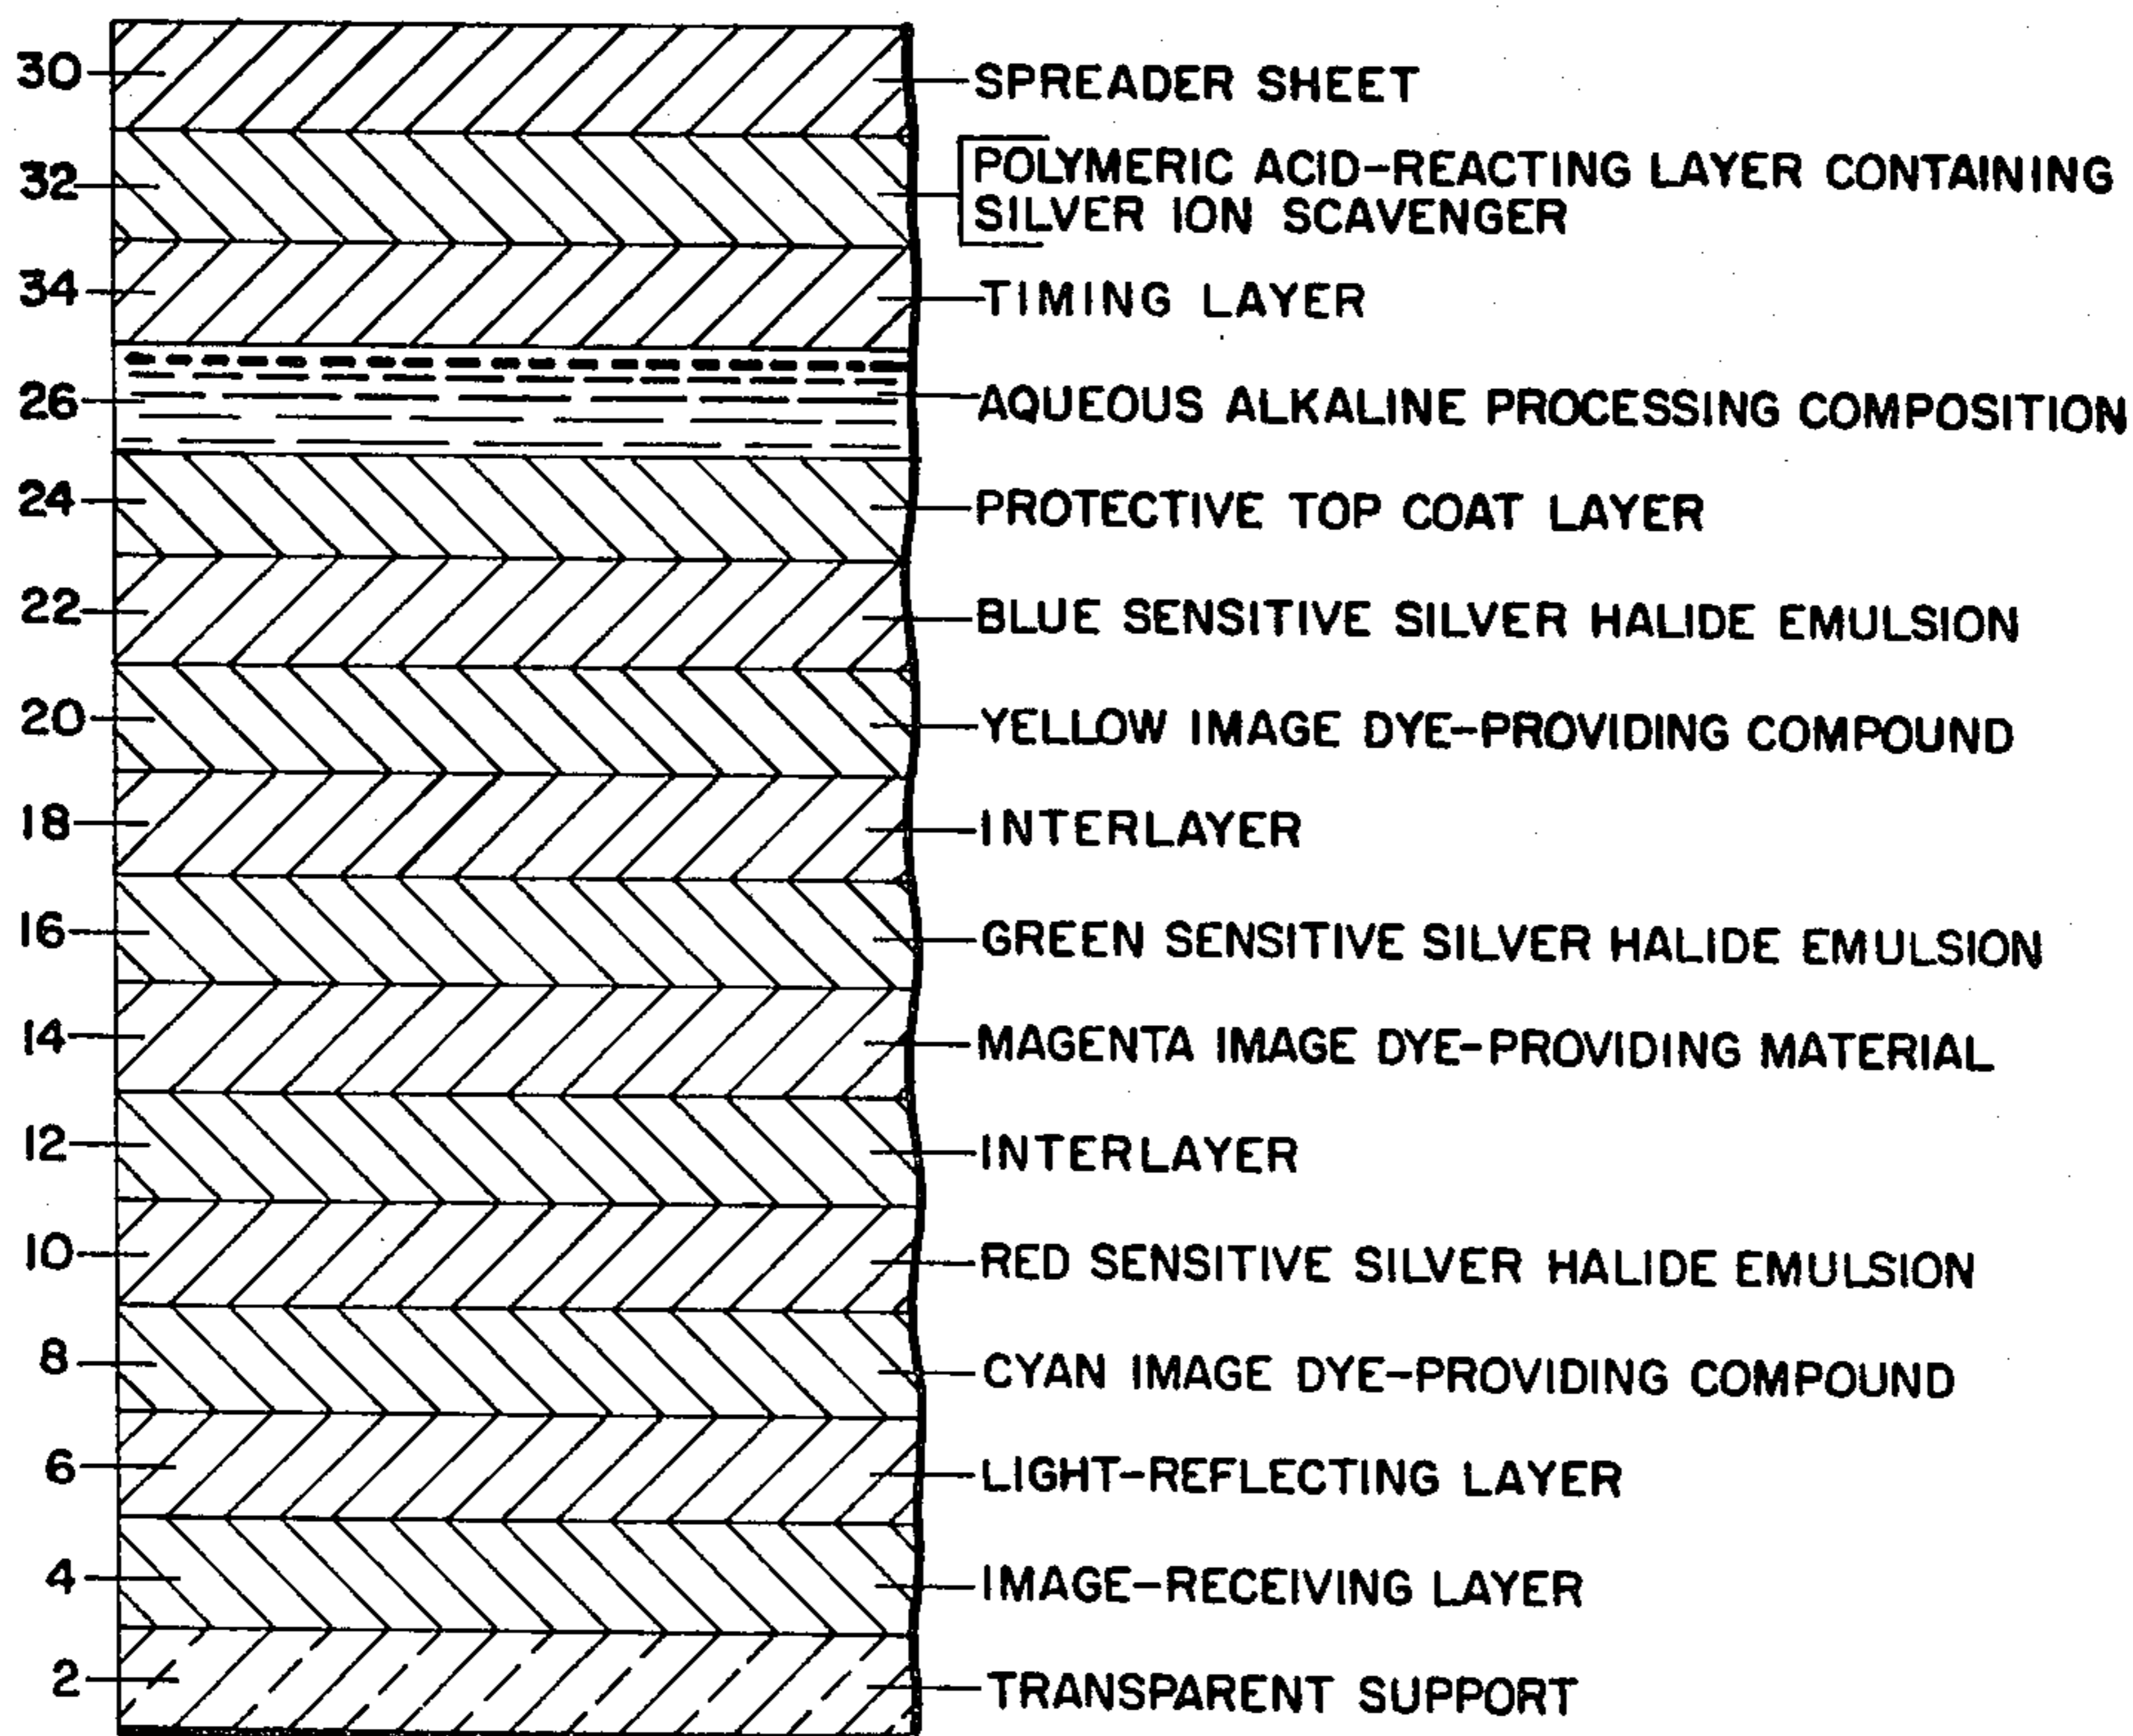 30 SPREADER SHEET
32 POLYMERIC ACID-REACTING LAYER CONTAINING
SILVER ION SCAVENGER
34 TIMING LAYER
26 AQUEOUS ALKALINE PROCESSING COMPOSITION
24 PROTECTIVE TOP COAT LAYER
22 BLUE SENSITIVE SILVER HALIDE EMULSION
20 YELLOW IMAGE DYE-PROVIDING COMPOUND
18 INTERLAYER
16 GREEN SENSITIVE SILVER HALIDE EMULSION
14 MAGENTA IMAGE DYE-PROVIDING MATERIAL
12 INTERLAYER
10 RED SENSITIVE SILVER HALIDE EMULSION
8 CYAN IMAGE DYE-PROVIDING COMPOUND
6 LIGHT-REFLECTING LAYER
4 IMAGE-RECEIVING LAYER
2 TRANSPARENT SUPPORT